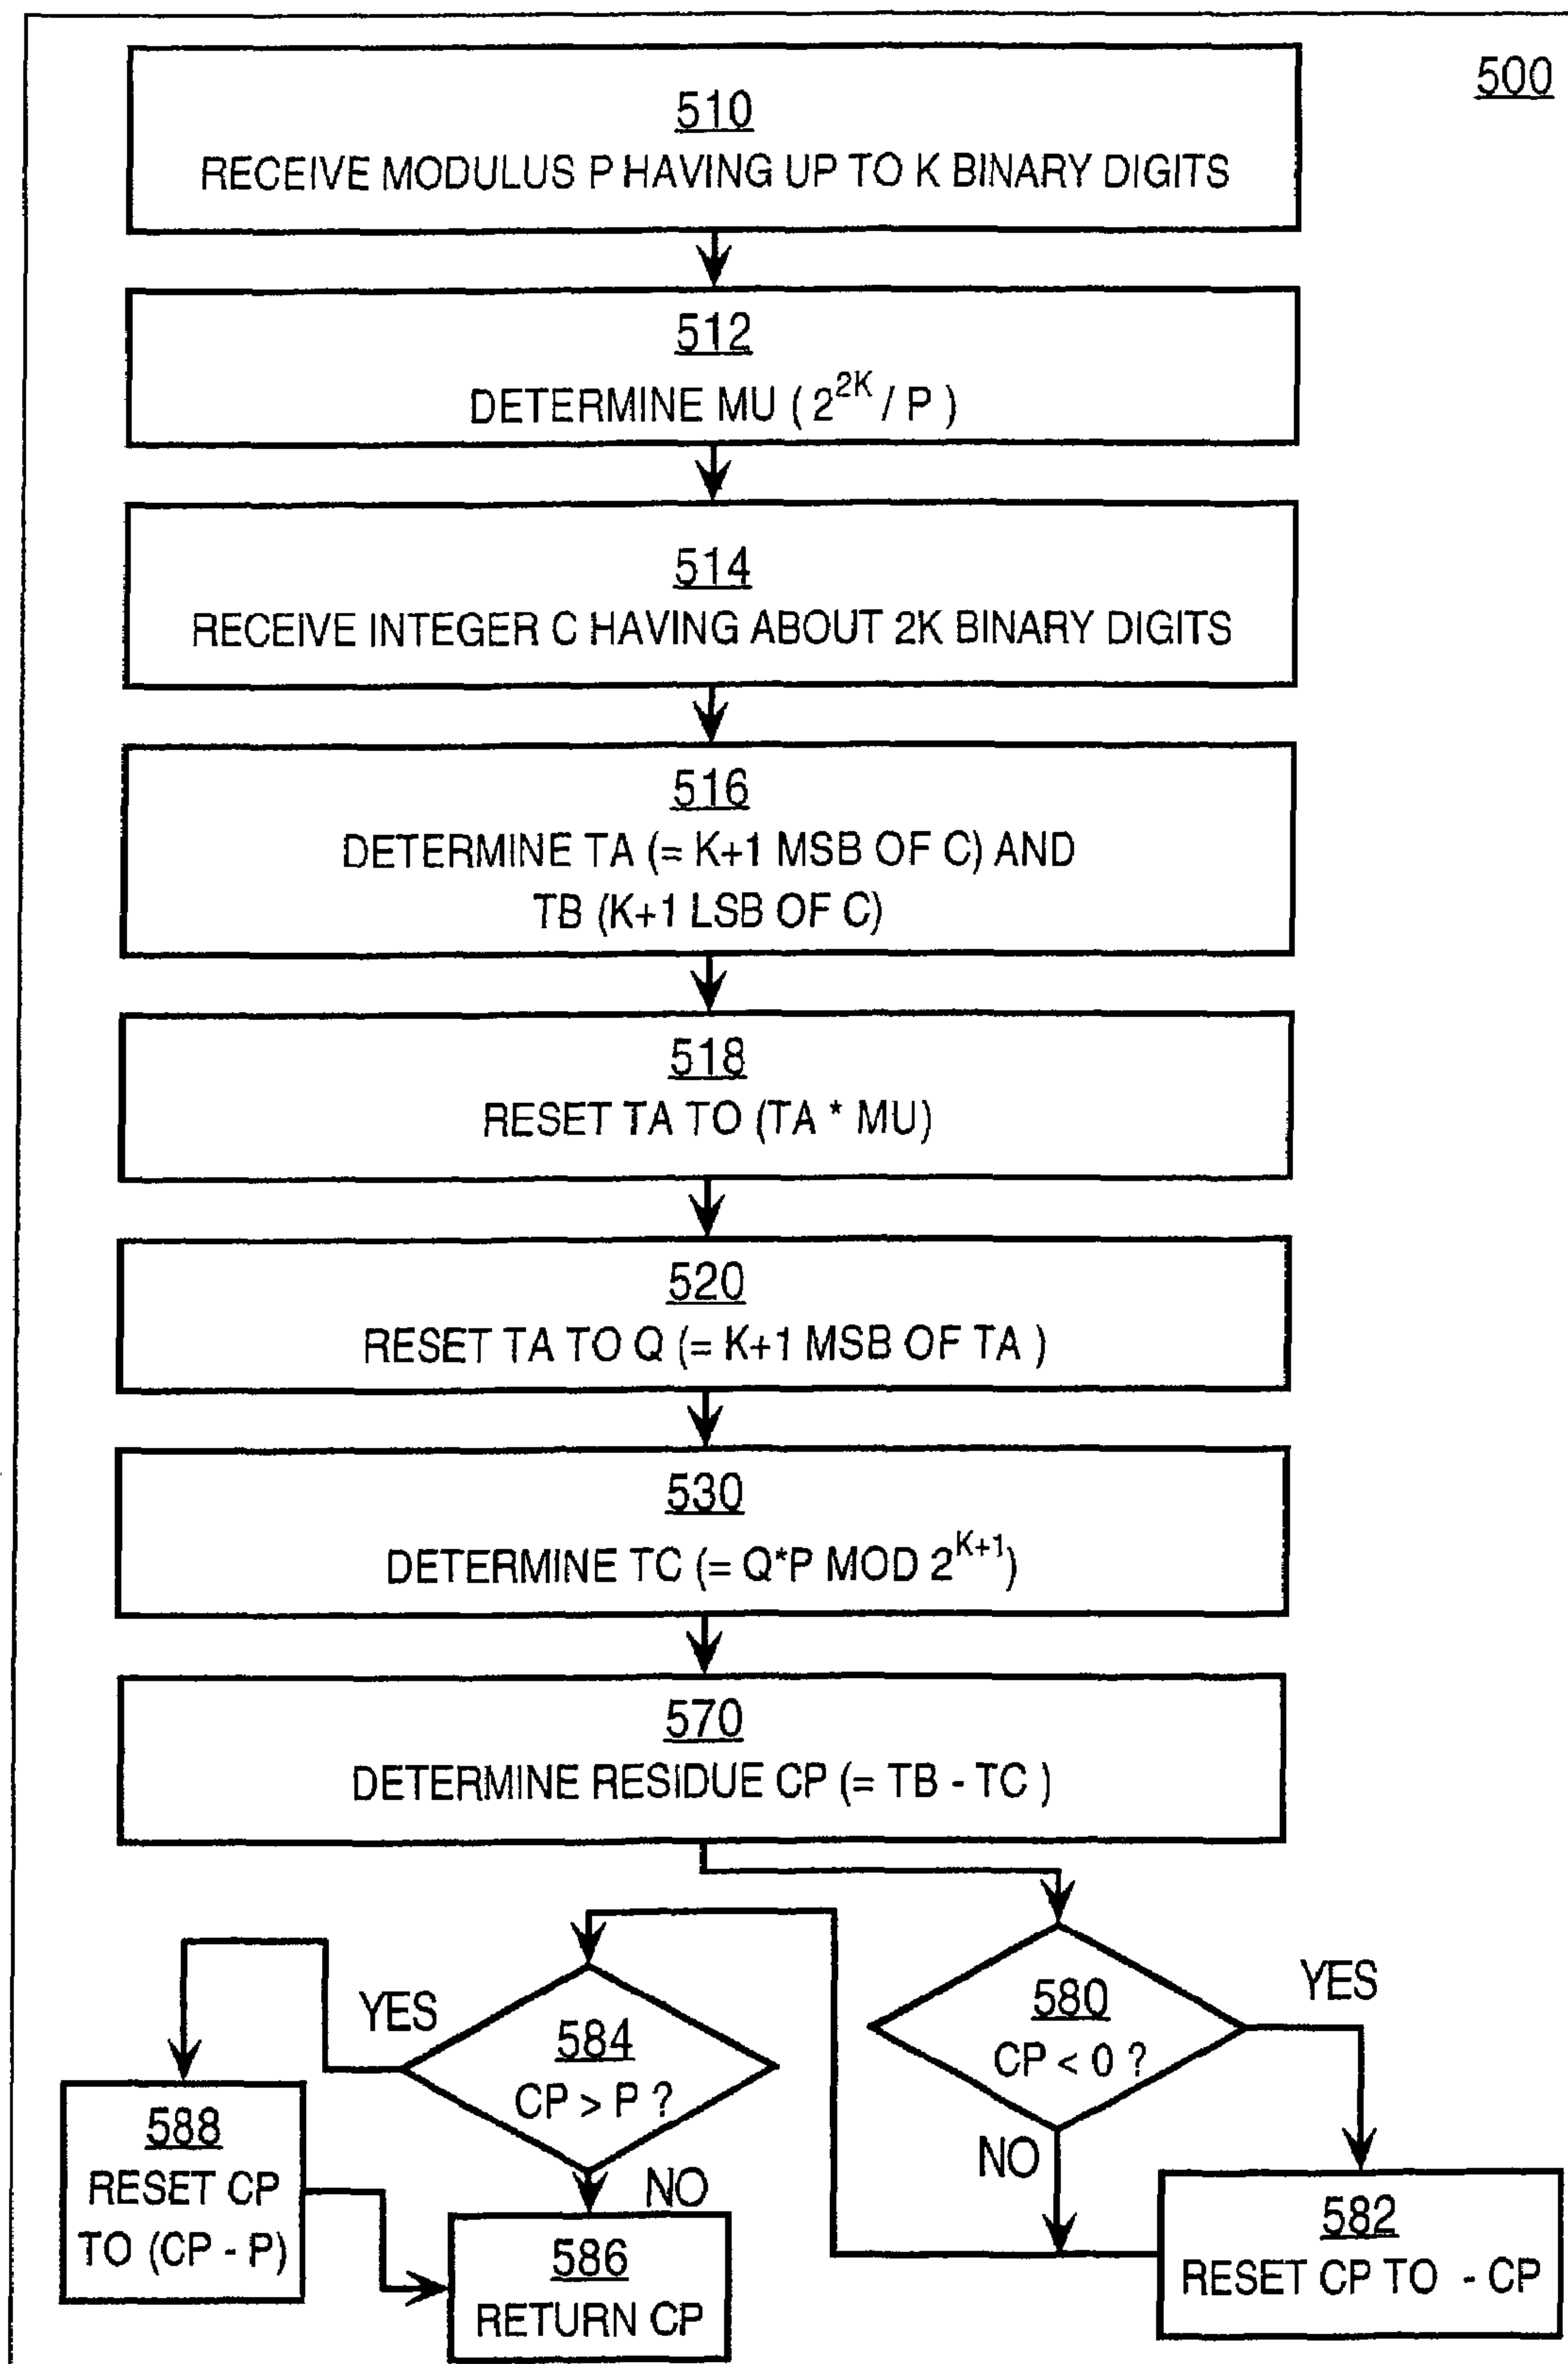 500
510
RECEIVE MODULUS P HAVING UP TO K BINARY DIGITS
512
DETERMINE MU ( 2^2K / P )
514
RECEIVE INTEGER C HAVING ABOUT 2K BINARY DIGITS
516
DETERMINE TA (= K+1 MSB OF C) AND
TB (K+1 LSB OF C)
518
RESET TA TO (TA * MU)
520
RESET TA TO Q (= K+1 MSB OF TA )
530
DETERMINE TC (= Q*P MOD 2^K+1)
570
DETERMINE RESIDUE CP (= TB - TC )
580
CP < 0 ?
YES
NO
582
RESET CP TO - CP
584
CP > P ?
YES
NO
588
RESET CP
TO (CP - P)
586
RETURN CP